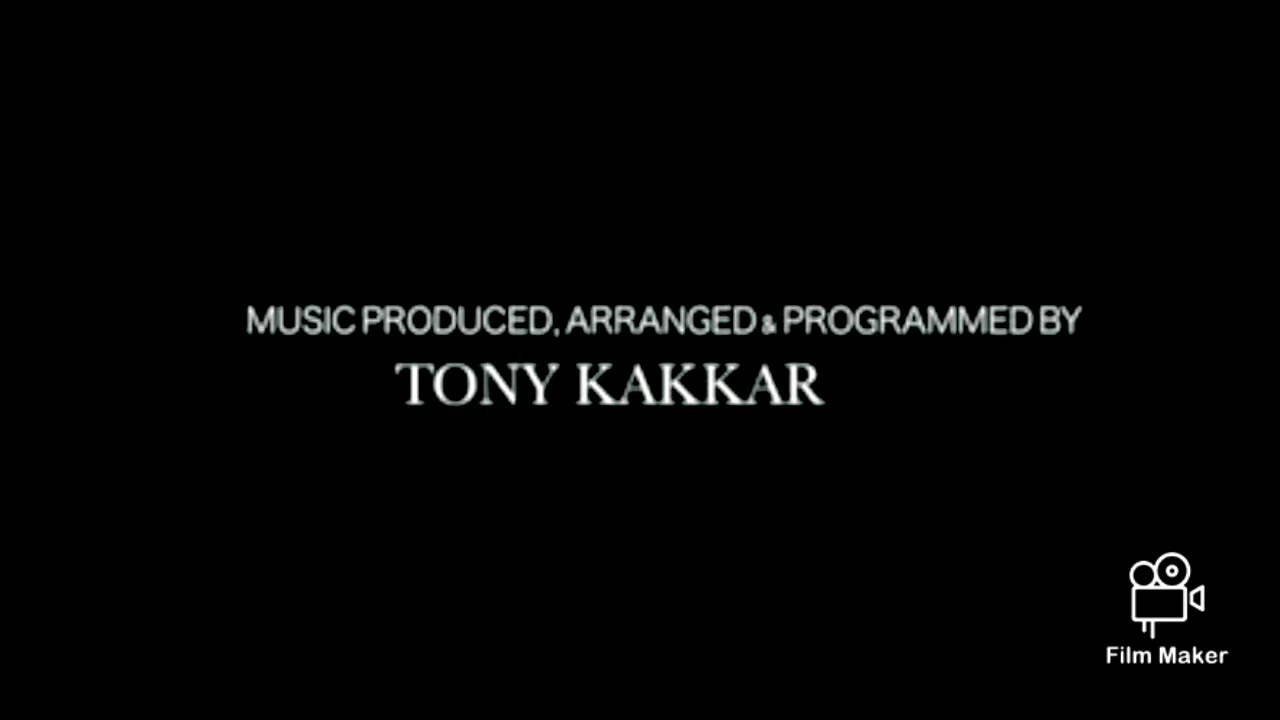 MUSIC PRODUCED, ARRANGED & PROGRAMMED BY
TONY KAKKAR
Film Maker